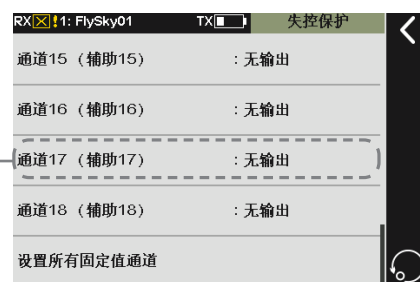 RX !1: FlySky01 TX 失控保护
通道15（辅助15） : 无输出
通道16（辅助16） : 无输出
通道17（辅助17） : 无输出
通道18（辅助18） : 无输出
设置所有固定值通道